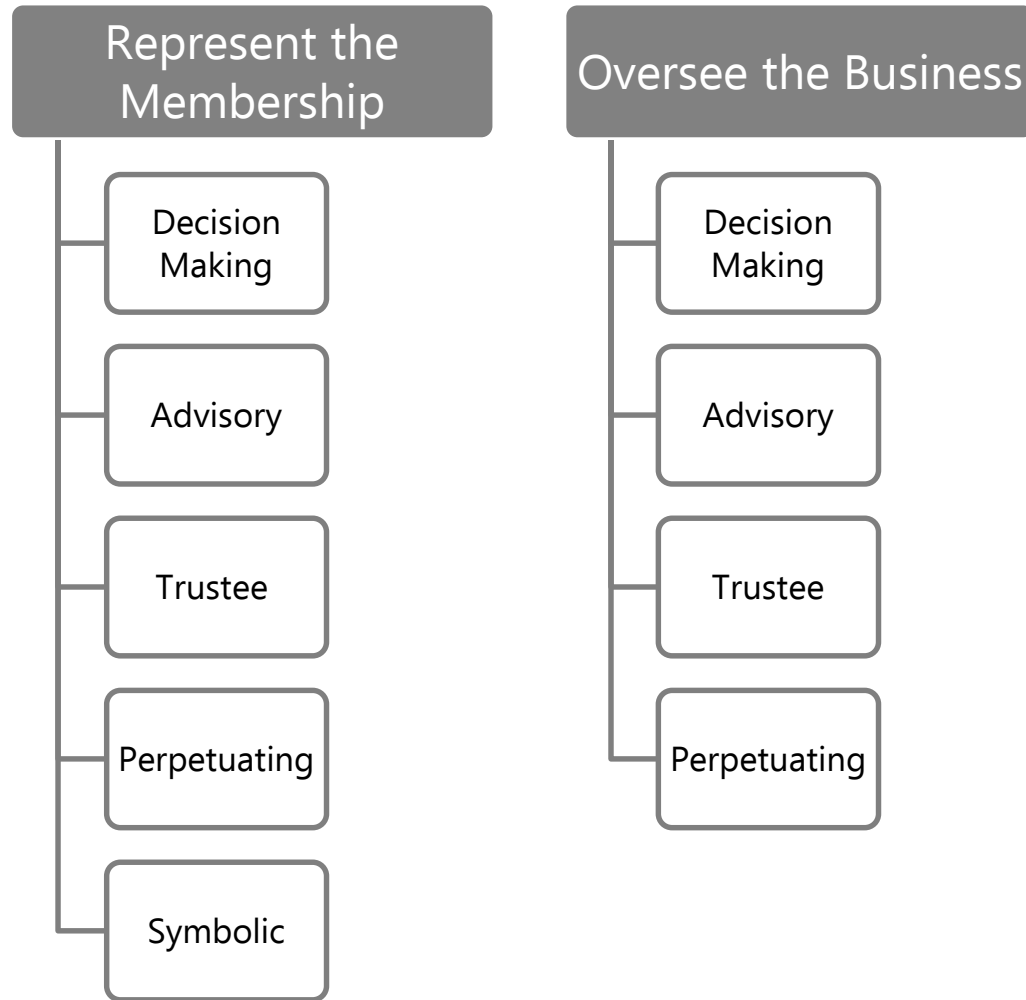 Represent the
Membership
Decision
Making
Advisory
Trustee
Perpetuating
Symbolic
Oversee the Business
Decision
Making
Advisory
Trustee
Perpetuating